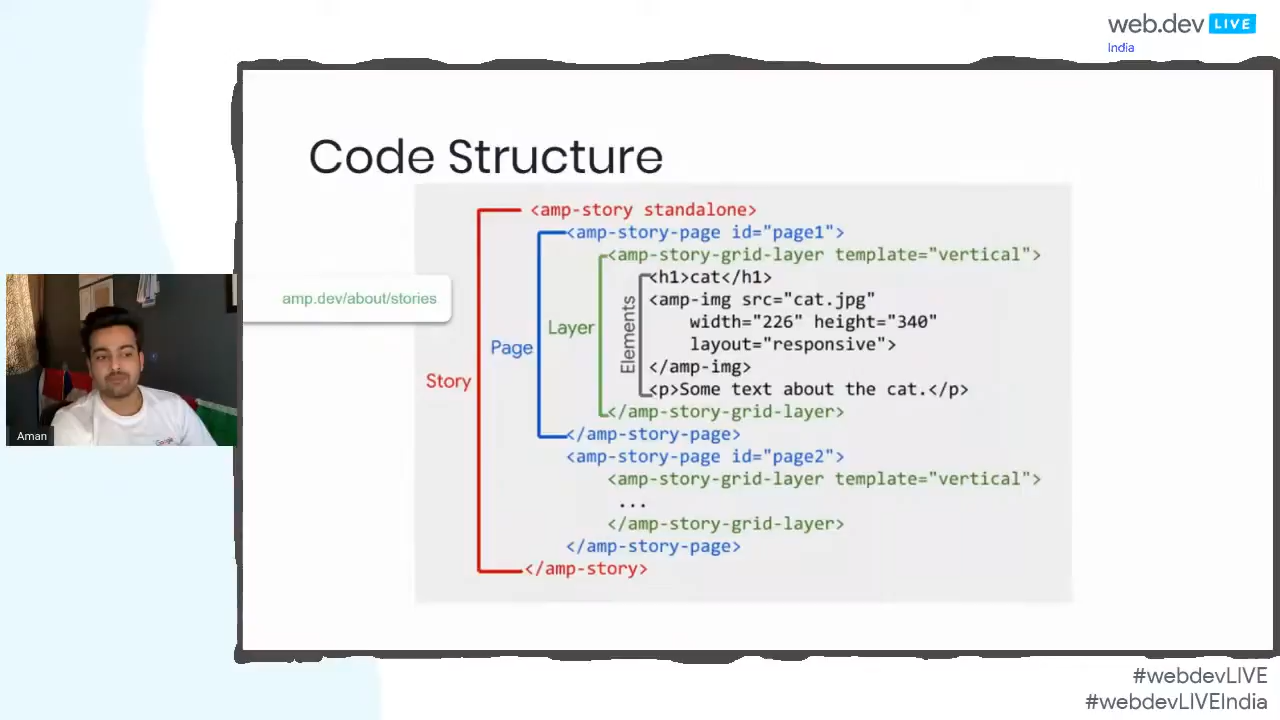 web.dev LIVE
India
Code Structure
<amp-story standalone>
<amp-story-page id="page1">
<amp-story-grid-layer template="vertical">
<h1>cat</h1>
<amp-img src="cat.jpg"
width="226" height="340"
layout="responsive">
</amp-img>
<p>Some text about the cat.</p>
</amp-story-grid-layer>
</amp-story-page>
<amp-story-page id="page2">
<amp-story-grid-layer template="vertical">
...
</amp-story-grid-layer>
</amp-story-page>
</amp-story>
Story
Page
Layer
Elements
amp.dev/about/stories
Google
Aman
#webdevLIVE
#webdevLIVEIndia